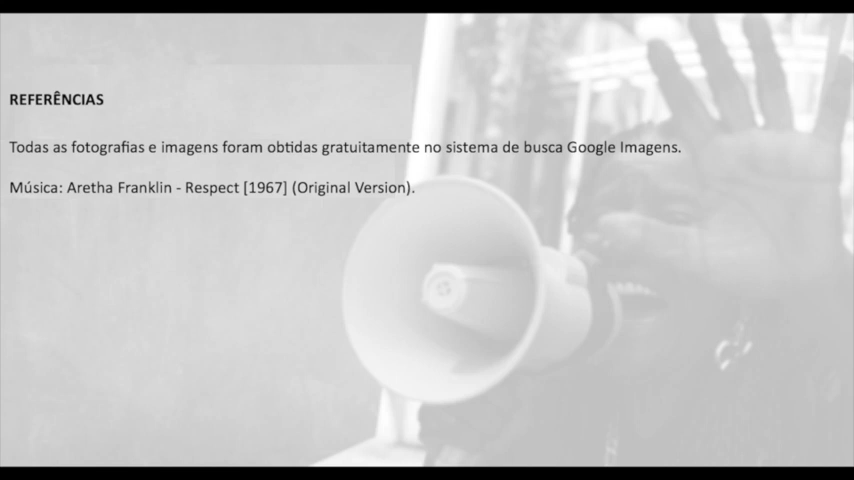 REFERÊNCIAS
Todas as fotografias e imagens foram obtidas gratuitamente no sistema de busca Google Imagens.
Música: Aretha Franklin - Respect [1967] (Original Version).